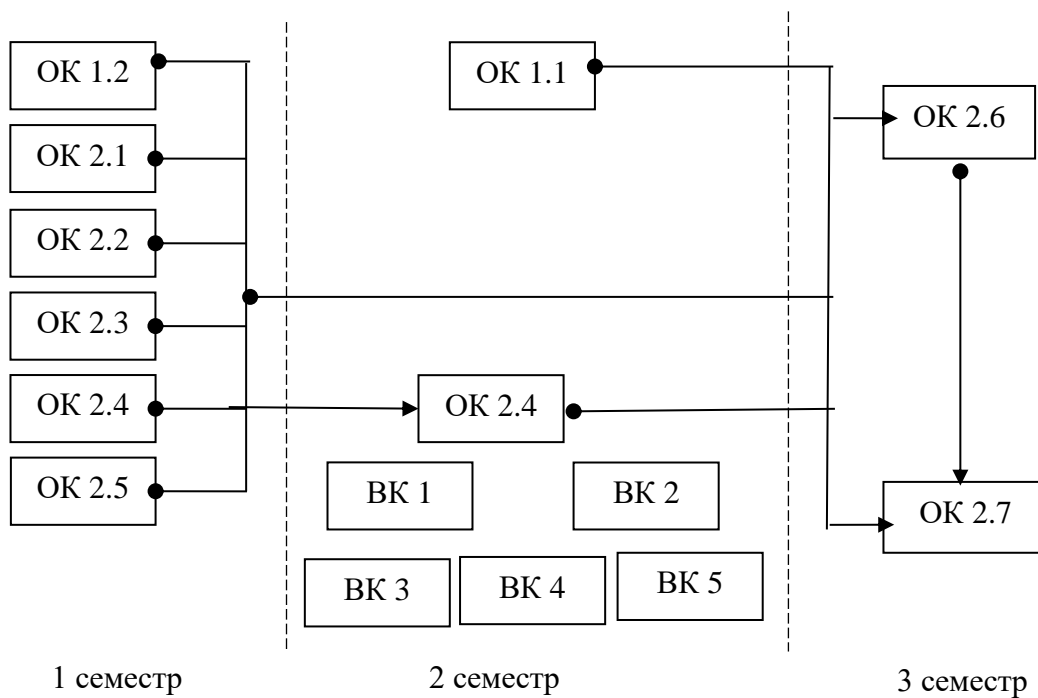 ОК 1.2
ОК 2.1
ОК 2.2
ОК 2.3
ОК 2.4
ОК 2.5
1 семестр
ОК 1.1
ОК 2.4
ВК 1
ВК 2
ВК 3
ВК 4
ВК 5
2 семестр
ОК 2.6
ОК 2.7
3 семестр